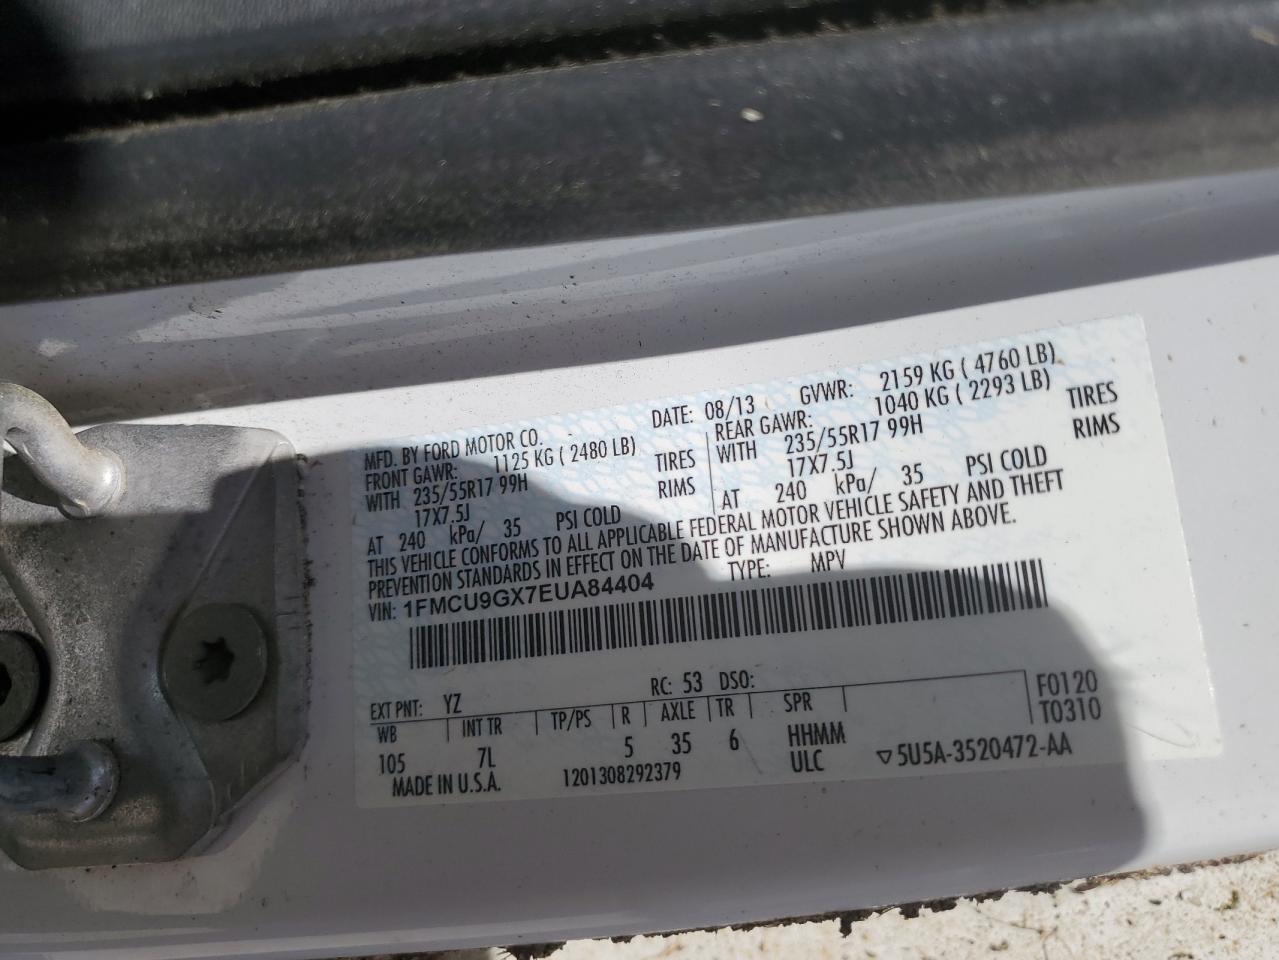 MFD. BY FORD MOTOR CO.
DATE: 08/13 GVWR: 2159 KG ( 4760 LB)
FRONT GAWR: 1125 KG ( 2480 LB)
WITH 235/55R17 99H TIRES
17X7.5J RIMS
AT 240 kPa/ 35 PSI COLD
REAR GAWR: 1040 KG ( 2293 LB)
WITH 235/55R17 99H TIRES
17X7.5J RIMS
AT 240 kPa/ 35 PSI COLD
THIS VEHICLE CONFORMS TO ALL APPLICABLE FEDERAL MOTOR VEHICLE SAFETY AND THEFT
PREVENTION STANDARDS IN EFFECT ON THE DATE OF MANUFACTURE SHOWN ABOVE.
VIN: 1FMCU9GX7EUA84404 TYPE: MPV
EXT PNT: YZ RC: 53 DSO: F0120
WB INT TR TP/PS R AXLE TR SPR T0310
105 7L 5 35 6 HHMM
MADE IN U.S.A. 1201308292379 ULC ▽5U5A-3520472-AA